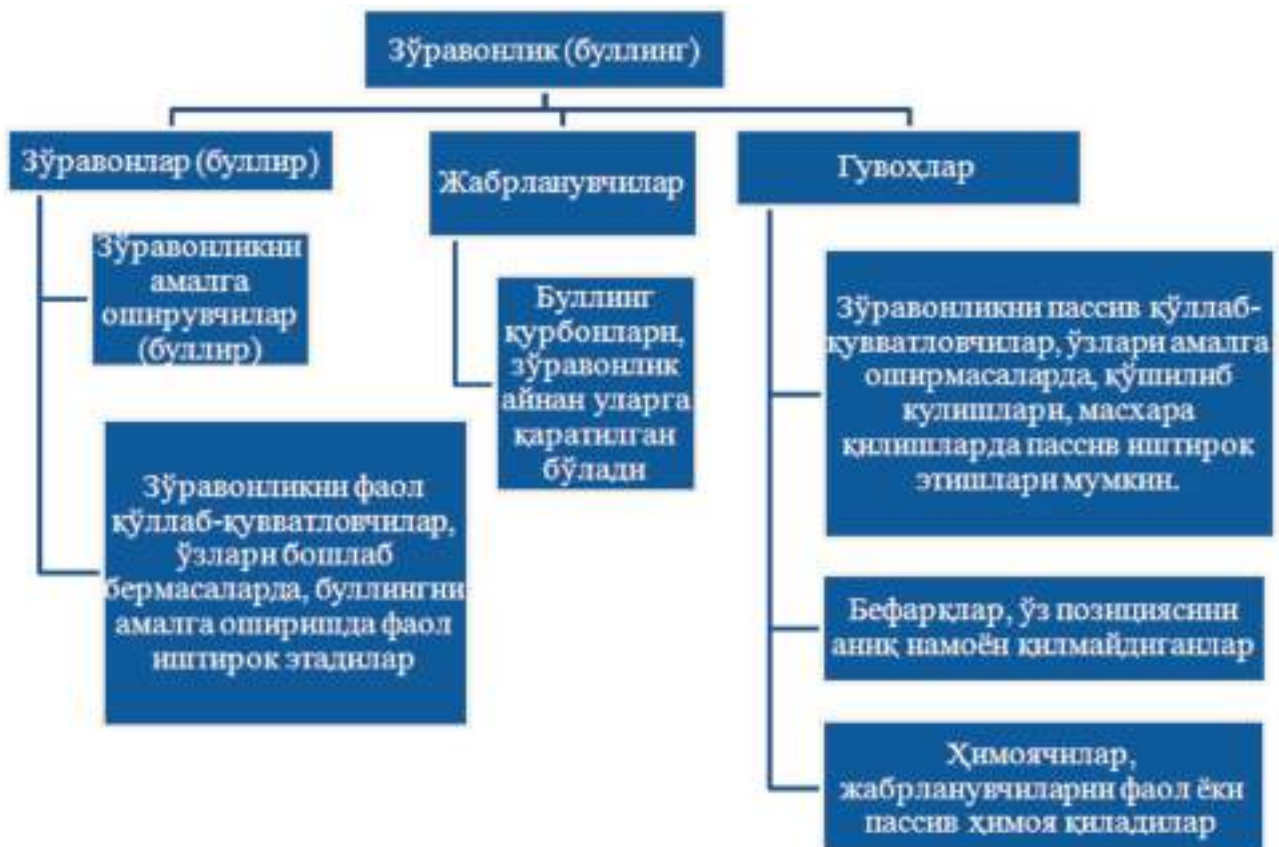 Зўравонлик (буллинг)
Зўравонлар (буллир)
Зўравонликни
амалга
оширувчилар
(буллир)
Зўравонликни фаол
қўллаб-қувватловчилар,
ўзлари бошлаб
бермасаларда, буллингни
амалга оширишда фаол
иштирок этадилар
Жабрланувчилар
Буллинг
қурбонлари,
зўравонлик
айнан уларга
қаратилган
бўлади
Гувоҳлар
Зўравонликни пассив қўллаб-
қувватловчилар, ўзлари амалга
оширмасаларда, қўшилиб
кулишлари, масхара
қилишларда пассив иштирок
этишлари мумкин.
Бефарқлар, ўз позициясини
аниқ намоён қилмайдиганлар
Ҳимоячилар,
жабрланувчиларни фаол ёки
пассив ҳимоя қиладилар